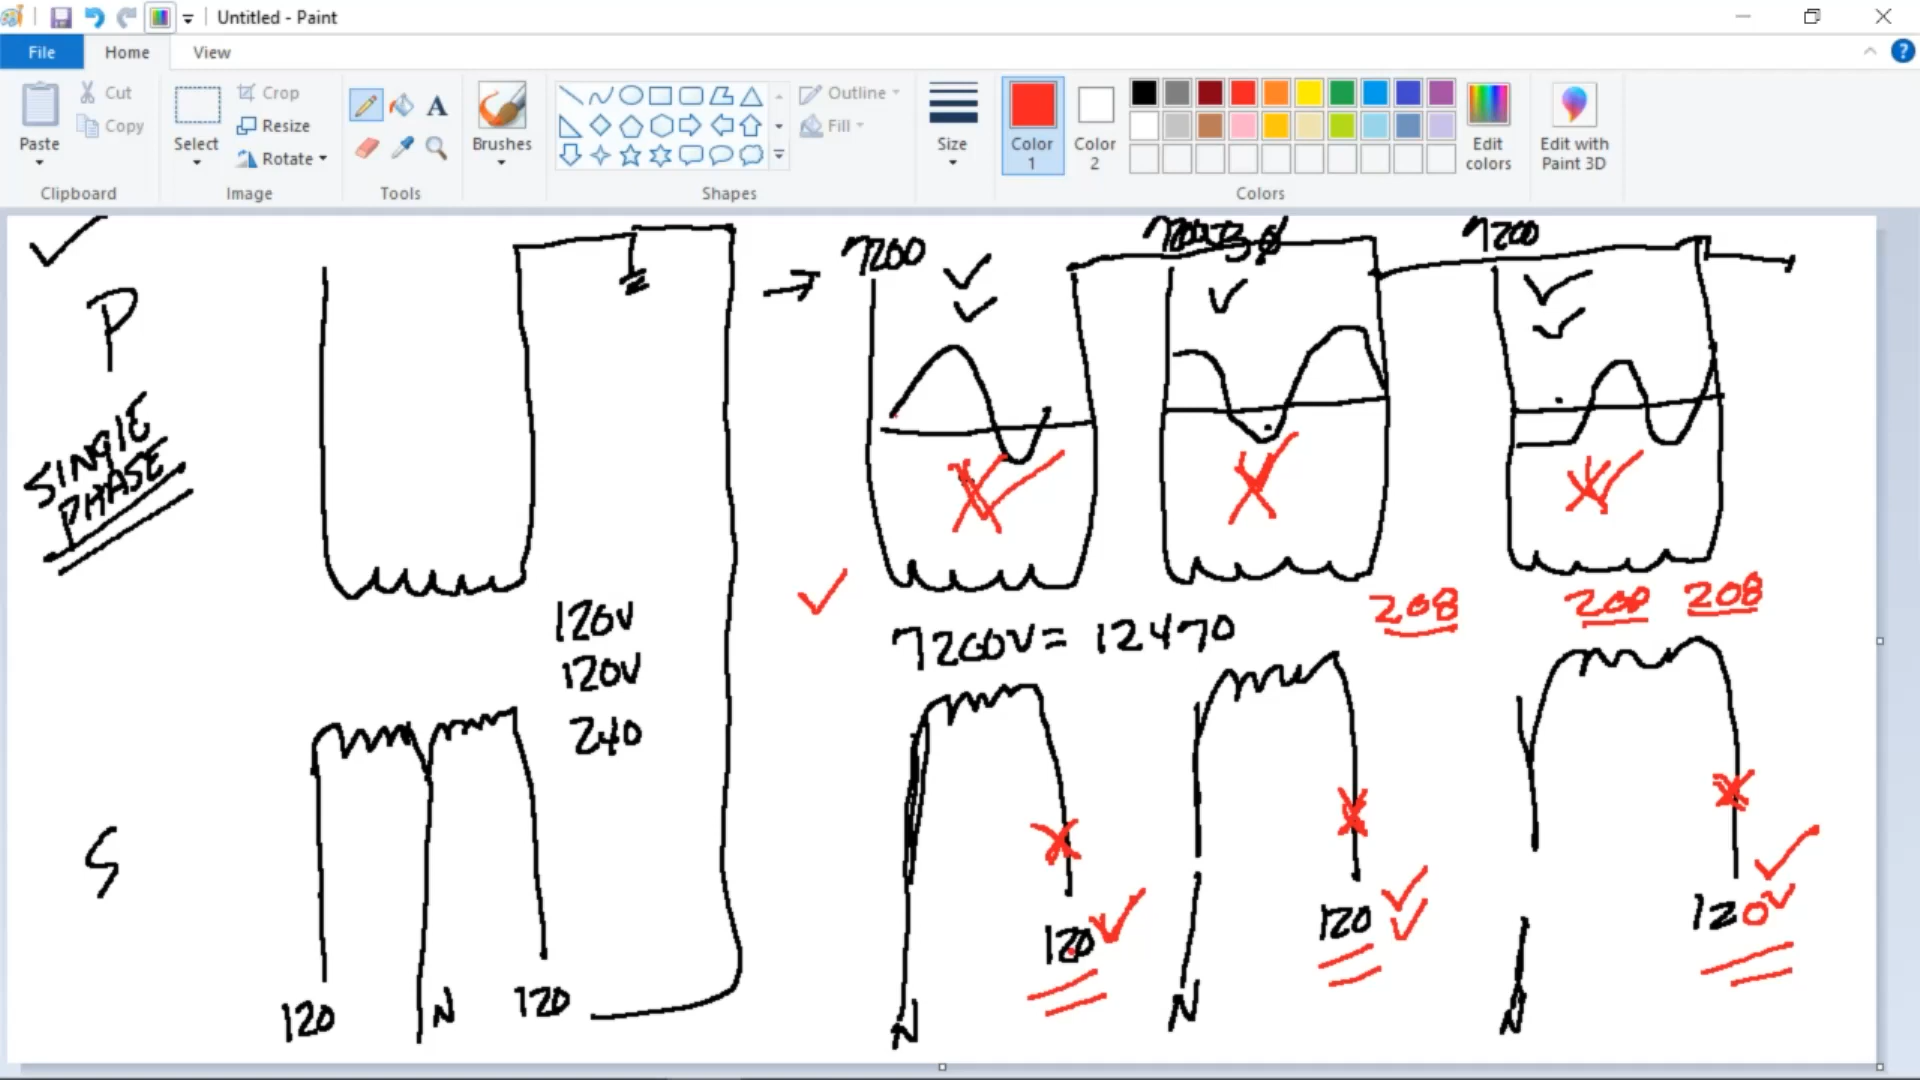 Untitled - Paint
File
Home
View
Paste
Cut
Copy
Clipboard
Select
Crop
Resize
Rotate
Image
Tools
Brushes
Shapes
Outline
Fill
Size
Color 1
Color 2
Colors
Edit colors
Edit with Paint 3D
P
SINGLE
PHASE
S
120V
120V
240
120
N
120
7200
7200
7200V = 12470
208
208
208
120
120
120V
N
N
N